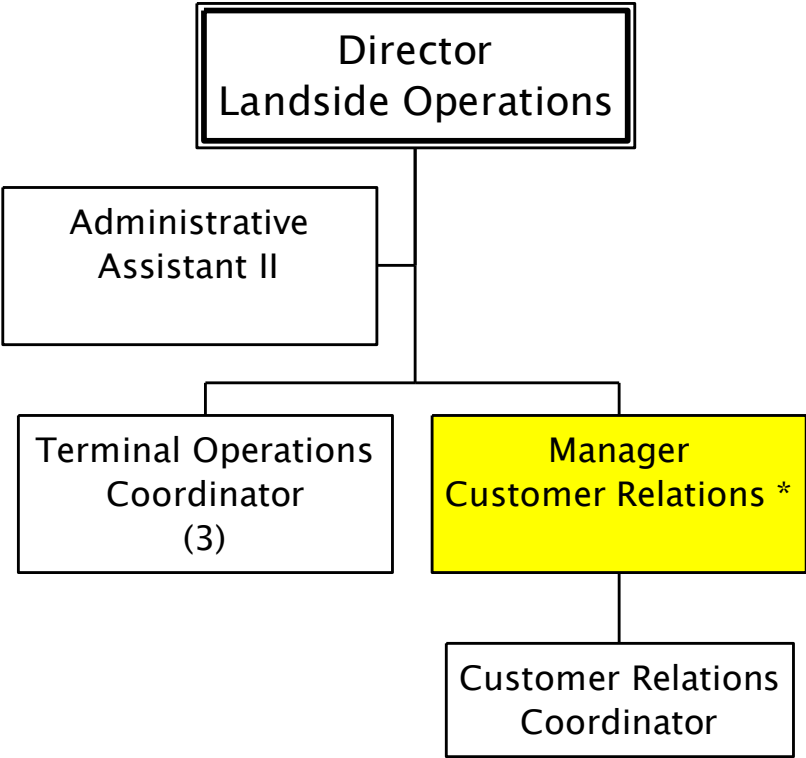 Director
Landside Operations
Administrative
Assistant II
Terminal Operations
Coordinator
(3)
Manager
Customer Relations *
Customer Relations
Coordinator